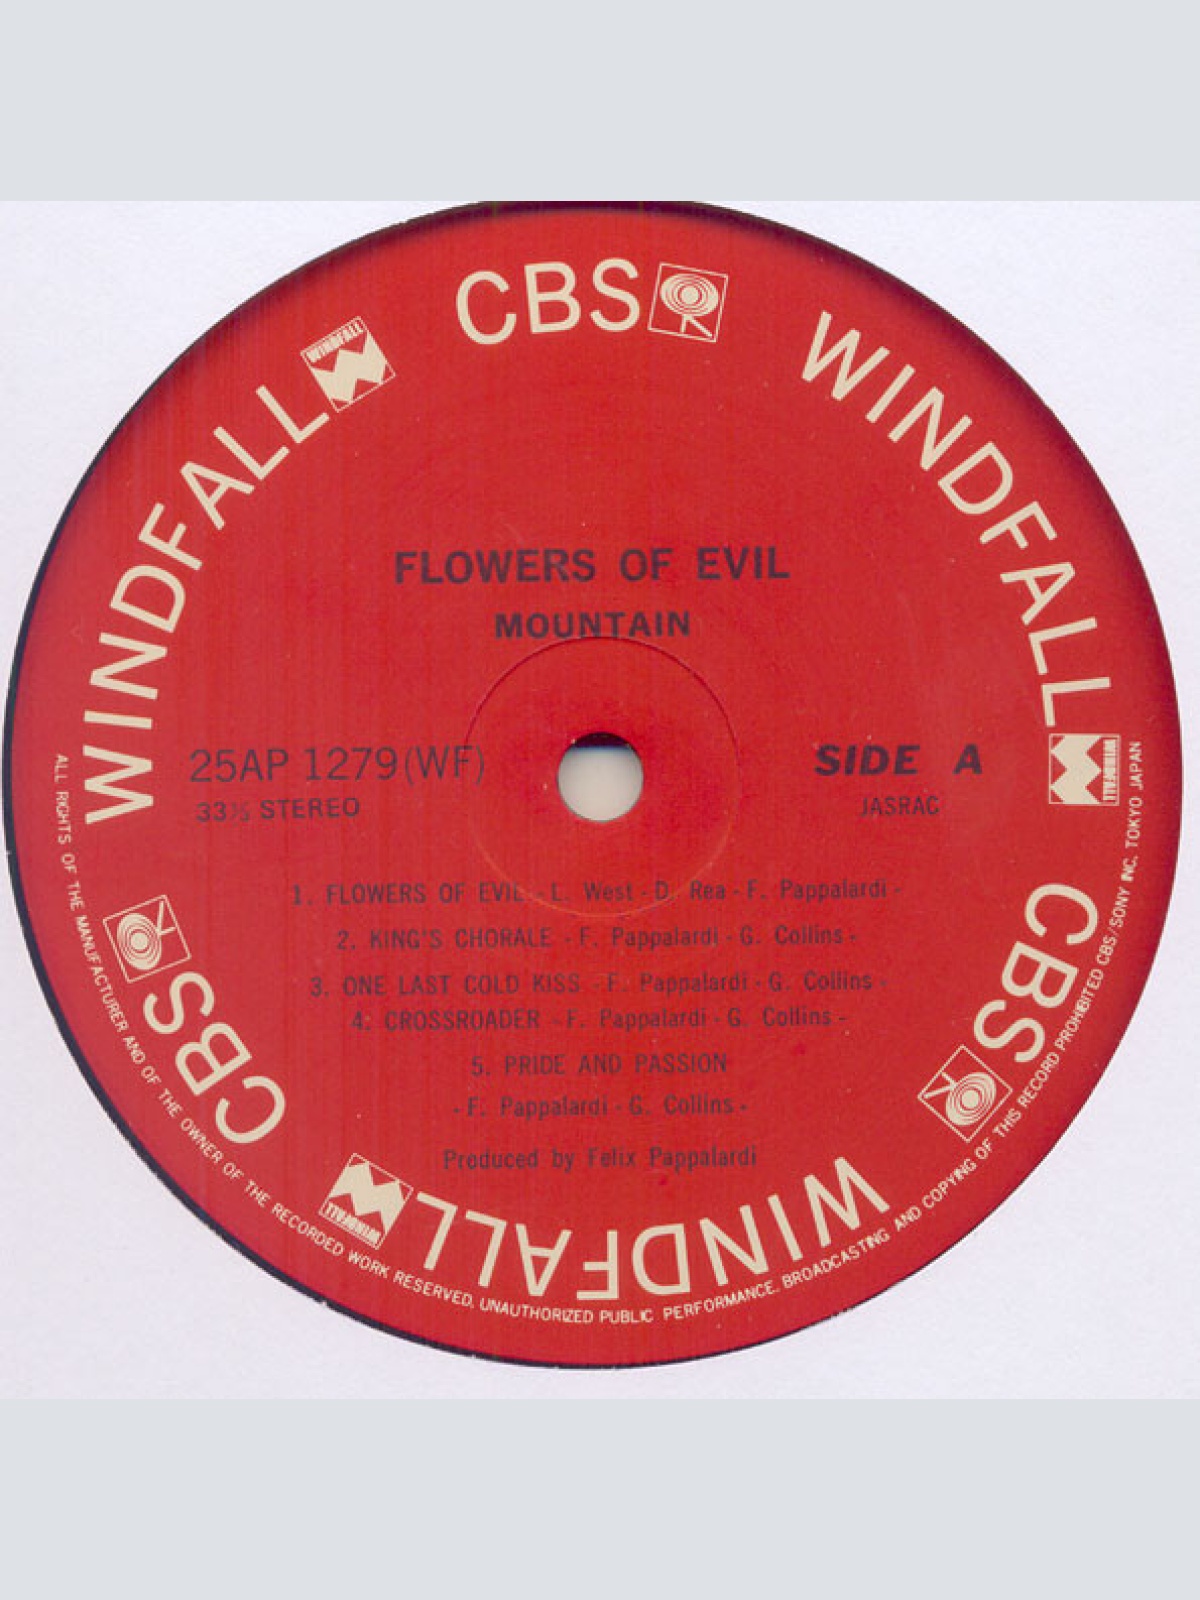 CBS
WINDFALL
WINDFALL
CBS
WINDFALL
WINDFALL
CBS
WINDFALL
WINDFALL
FLOWERS OF EVIL
MOUNTAIN
25AP 1279(WF)
33⅓ STEREO
SIDE A
JASRAC
1. FLOWERS OF EVIL - L. West - D. Rea - F. Pappalardi -
2. KING'S CHORALE - F. Pappalardi - G. Collins -
3. ONE LAST COLD KISS - F. Pappalardi - G. Collins -
4. CROSSROADER - F. Pappalardi - G. Collins -
5. PRIDE AND PASSION
- F. Pappalardi - G. Collins -
Produced by Felix Pappalardi
ALL RIGHTS OF THE MANUFACTURER AND OF THE OWNER OF THE RECORDED WORK RESERVED. UNAUTHORIZED PUBLIC PERFORMANCE. BROADCASTING AND COPYING OF THIS RECORD PROHIBITED CBS/SONY INC. TOKYO JAPAN